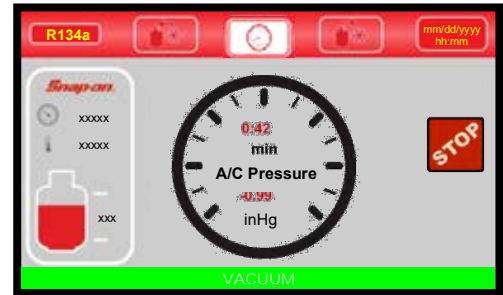 R134a
mm/dd/yyyy
hh:mm
Snap-on
xxxxx
xxxxx
xxx
0:42
min
A/C Pressure
-0.99
inHg
STOP
VACUUM